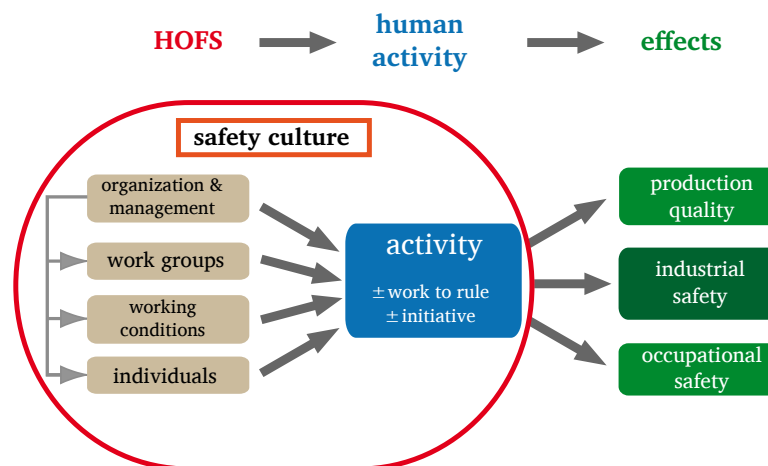 HOFS
human
activity
effects
safety culture
organization &
management
work groups
working
conditions
individuals
activity
±work to rule
±initiative
production
quality
industrial
safety
occupational
safety